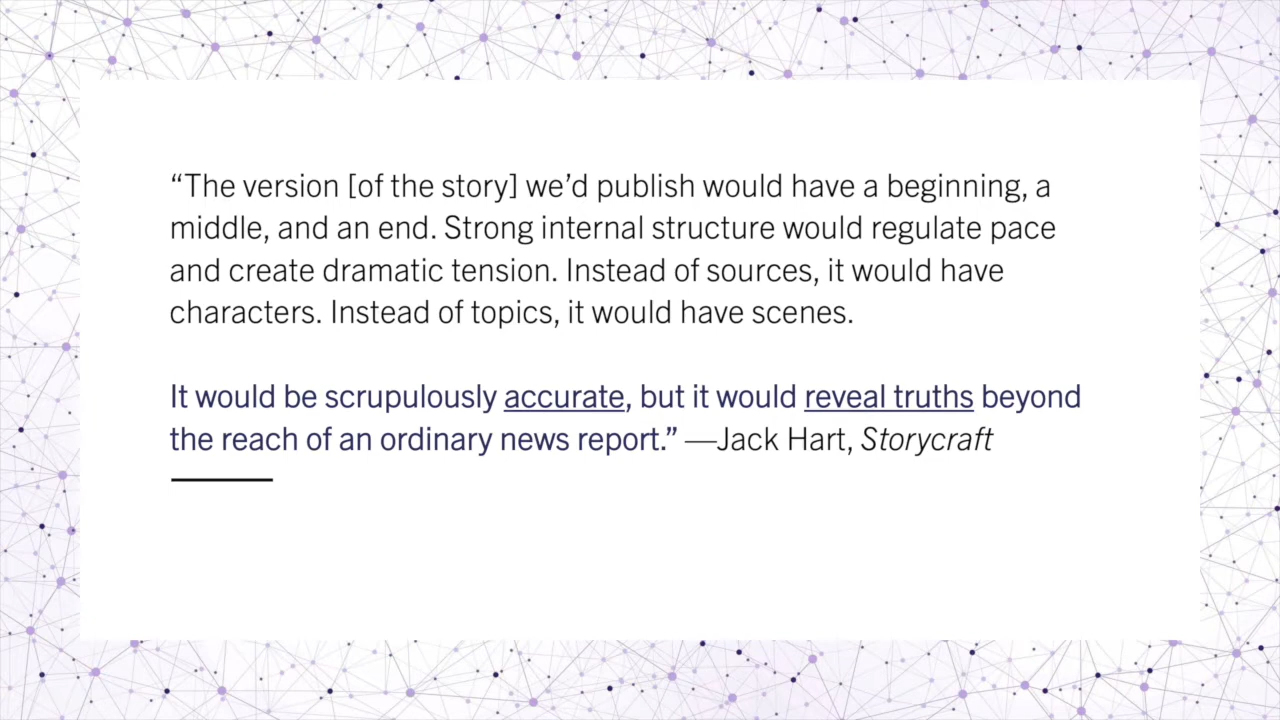 “The version [of the story] we’d publish would have a beginning, a
middle, and an end. Strong internal structure would regulate pace
and create dramatic tension. Instead of sources, it would have
characters. Instead of topics, it would have scenes.
It would be scrupulously accurate, but it would reveal truths beyond
the reach of an ordinary news report.” —Jack Hart, Storycraft